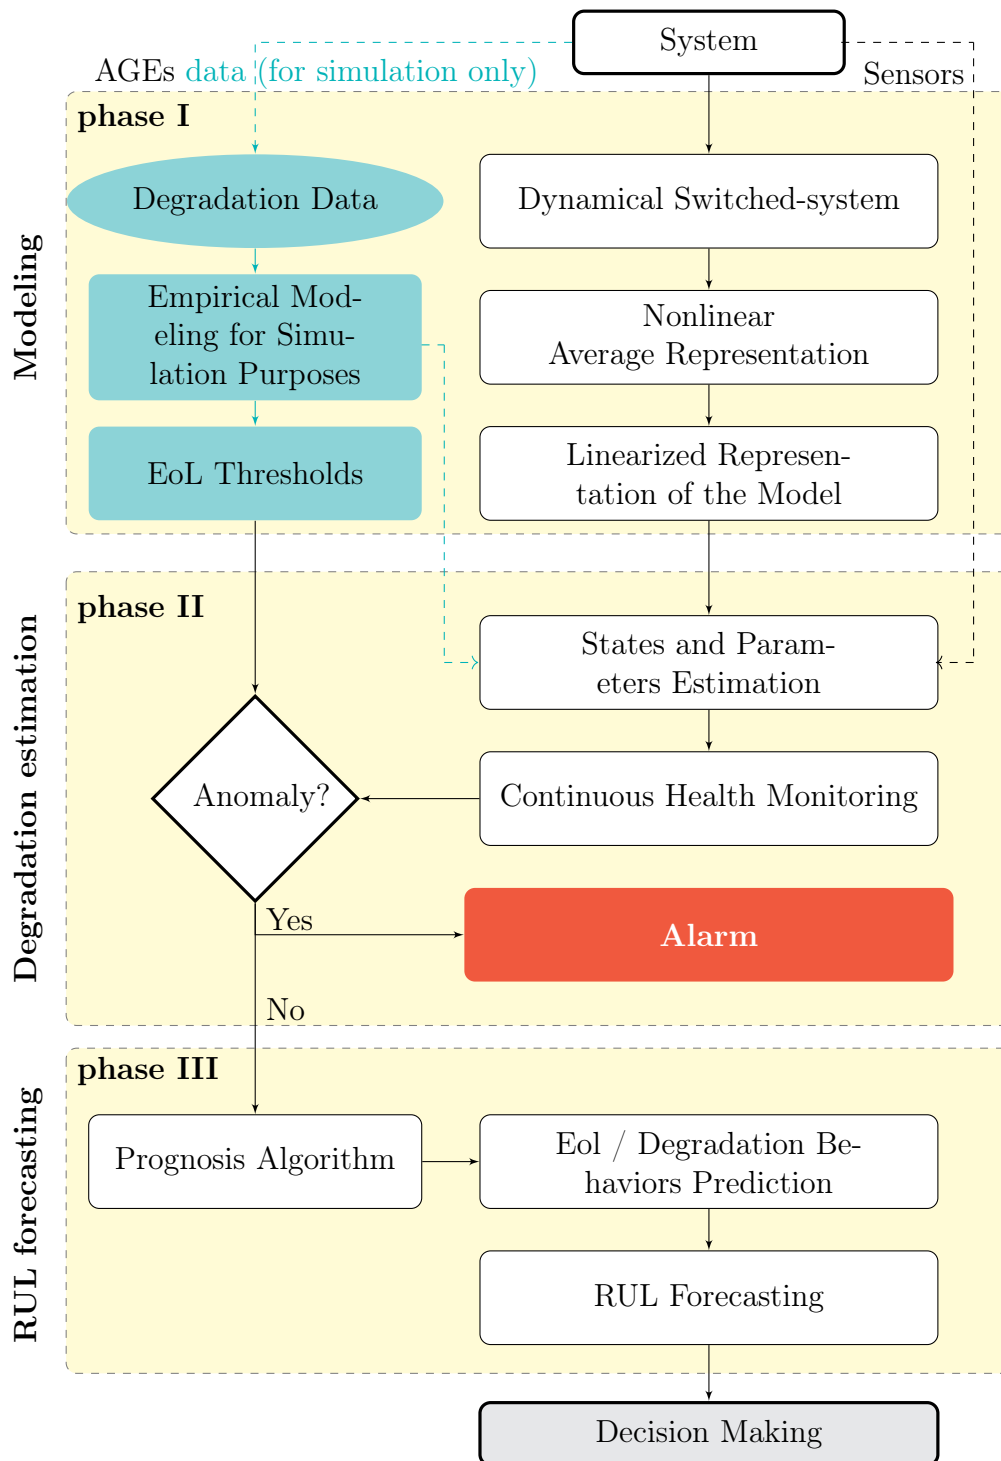 System
AGEs data (for simulation only)
Sensors
phase I
Modeling
Degradation Data
Dynamical Switched-system
Empirical Mod-
eling for Simu-
lation Purposes
Nonlinear
Average Representation
EoL Thresholds
Linearized Represen-
tation of the Model
phase II
Degradation estimation
States and Param-
eters Estimation
Anomaly?
Continuous Health Monitoring
Yes
Alarm
No
phase III
RUL forecasting
Prognosis Algorithm
Eol / Degradation Be-
haviors Prediction
RUL Forecasting
Decision Making